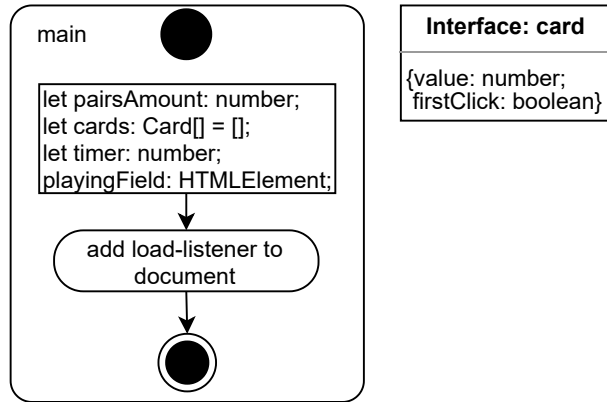 main
let pairsAmount: number;
let cards: Card[] = [];
let timer: number;
playingField: HTMLElement;
add load-listener to
document
Interface: card
{value: number;
firstClick: boolean}